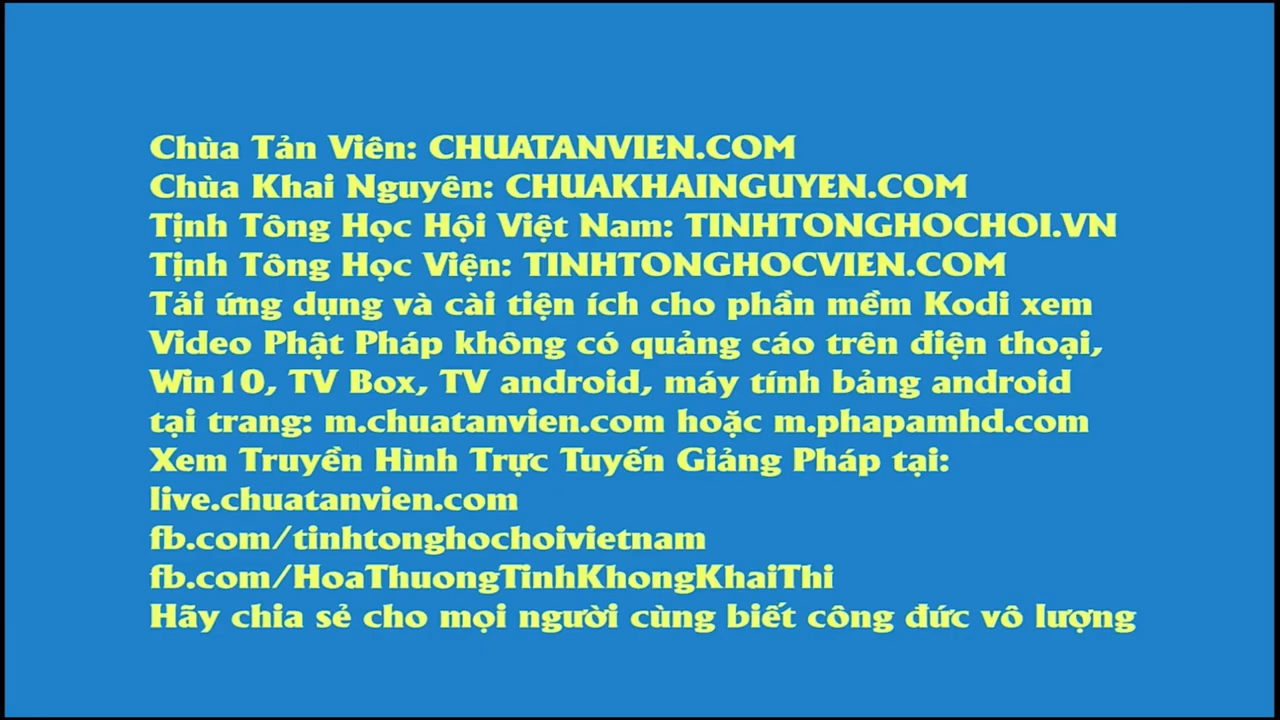 Chùa Tản Viên: CHUATANVIEN.COM
Chùa Khai Nguyên: CHUAKHAINGUYEN.COM
Tịnh Tông Học Hội Việt Nam: TINHTONGHOCHOI.VN
Tịnh Tông Học Viện: TINHTONGHOCVIEN.COM
Tải ứng dụng và cài tiện ích cho phần mềm Kodi xem
Video Phật Pháp không có quảng cáo trên điện thoại,
Win10, TV Box, TV android, máy tính bảng android
tại trang: m.chuatanvien.com hoặc m.phapamhd.com
Xem Truyền Hình Trực Tuyến Giảng Pháp tại:
live.chuatanvien.com
fb.com/tinhtonghochoivietnam
fb.com/HoaThuongTinhKhongKhaiThi
Hãy chia sẻ cho mọi người cùng biết công đức vô lượng